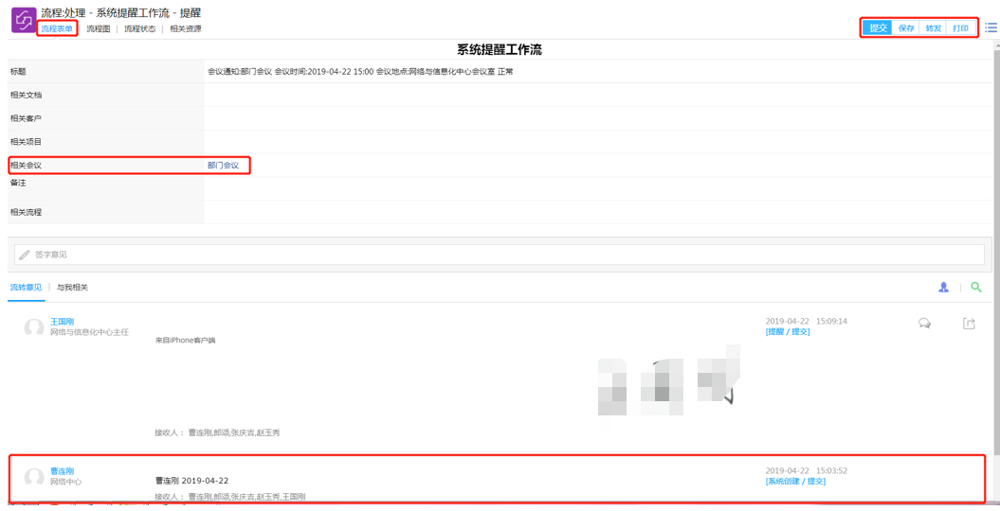 流程:处理 - 系统提醒工作流 - 提醒
流程表单 流程图 | 流程状态 | 相关资源
提交 保存 转发 打印
系统提醒工作流
标题 会议通知:部门会议 会议时间:2019-04-22 15:00 会议地点:网络与信息化中心会议室 正常
相关文档
相关客户
相关项目
相关会议 部门会议
备注
相关流程
签字意见
流转意见 | 与我相关
王国刚 2019-04-22 15:09:14
网络与信息化中心主任 [提醒 / 提交]
来自iPhone客户端
接收人： 曹连刚,郎颂,张庆吉,赵玉秀
曹连刚 2019-04-22 15:03:52
网络中心 曹连刚 2019-04-22 [系统创建 / 提交]
接收人： 曹连刚,郎颂,张庆吉,赵玉秀,王国刚